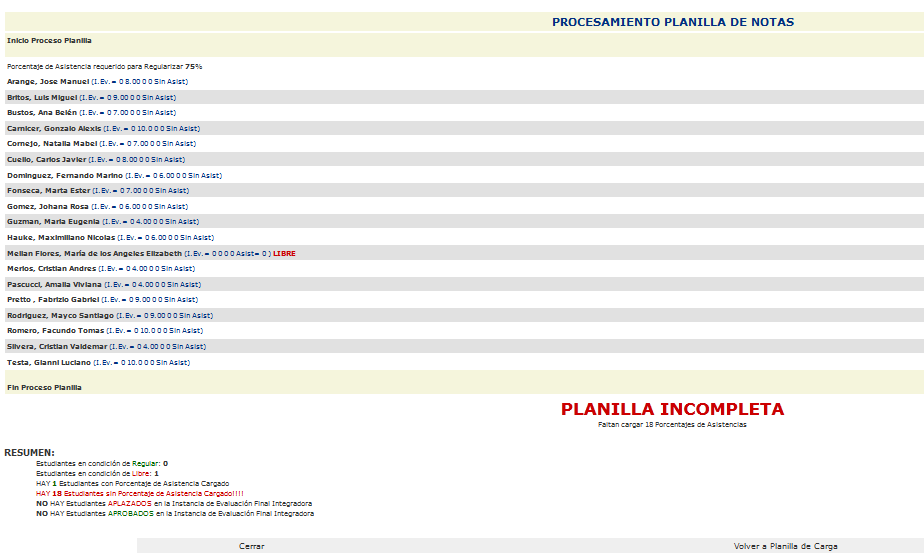 PROCESAMIENTO PLANILLA DE NOTAS
Inicio Proceso Planilla
Porcentaje de Asistencia requerido para Regularizar 75%
Arange, Jose Manuel (I.Ev. = 0 8.00 0 0 Sin Asist)
Britos, Luis Miguel (I.Ev. = 0 9.00 0 0 Sin Asist)
Bustos, Ana Belén (I.Ev. = 0 7.00 0 0 Sin Asist)
Carnicer, Gonzalo Alexis (I.Ev. = 0 10.0 0 0 Sin Asist)
Cornejo, Natalia Mabel (I.Ev. = 0 7.00 0 0 Sin Asist)
Cuello, Carlos Javier (I.Ev. = 0 8.00 0 0 Sin Asist)
Dominguez, Fernando Marino (I.Ev. = 0 6.00 0 0 Sin Asist)
Fonseca, Marta Ester (I.Ev. = 0 7.00 0 0 Sin Asist)
Gomez, Johana Rosa (I.Ev. = 0 6.00 0 0 Sin Asist)
Guzman, Maria Eugenia (I.Ev. = 0 4.00 0 0 Sin Asist)
Hauke, Maximiliano Nicolas (I.Ev. = 0 6.00 0 0 Sin Asist)
Melian Flores, María de los Angeles Elizabeth (I.Ev. = 0 0 0 0 Asist= 0 ) LIBRE
Merlos, Cristian Andres (I.Ev. = 0 4.00 0 0 Sin Asist)
Pascucci, Amalia Viviana (I.Ev. = 0 4.00 0 0 Sin Asist)
Pretto , Fabrizio Gabriel (I.Ev. = 0 9.00 0 0 Sin Asist)
Rodriguez, Mayco Santiago (I.Ev. = 0 9.00 0 0 Sin Asist)
Romero, Facundo Tomas (I.Ev. = 0 10.0 0 0 Sin Asist)
Silvera, Cristian Valdemar (I.Ev. = 0 4.00 0 0 Sin Asist)
Testa, Gianni Luciano (I.Ev. = 0 10.0 0 0 Sin Asist)
Fin Proceso Planilla
PLANILLA INCOMPLETA
Faltan cargar 18 Porcentajes de Asistencias
RESUMEN:
Estudiantes en condición de Regular: 0
Estudiantes en condición de Libre: 1
HAY 1 Estudiantes con Porcentaje de Asistencia Cargado
HAY 18 Estudiantes sin Porcentaje de Asistencia Cargado!!!!
NO HAY Estudiantes APLAZADOS en la Instancia de Evaluación Final Integradora
NO HAY Estudiantes APROBADOS en la Instancia de Evaluación Final Integradora
Cerrar Volver a Planilla de Carga